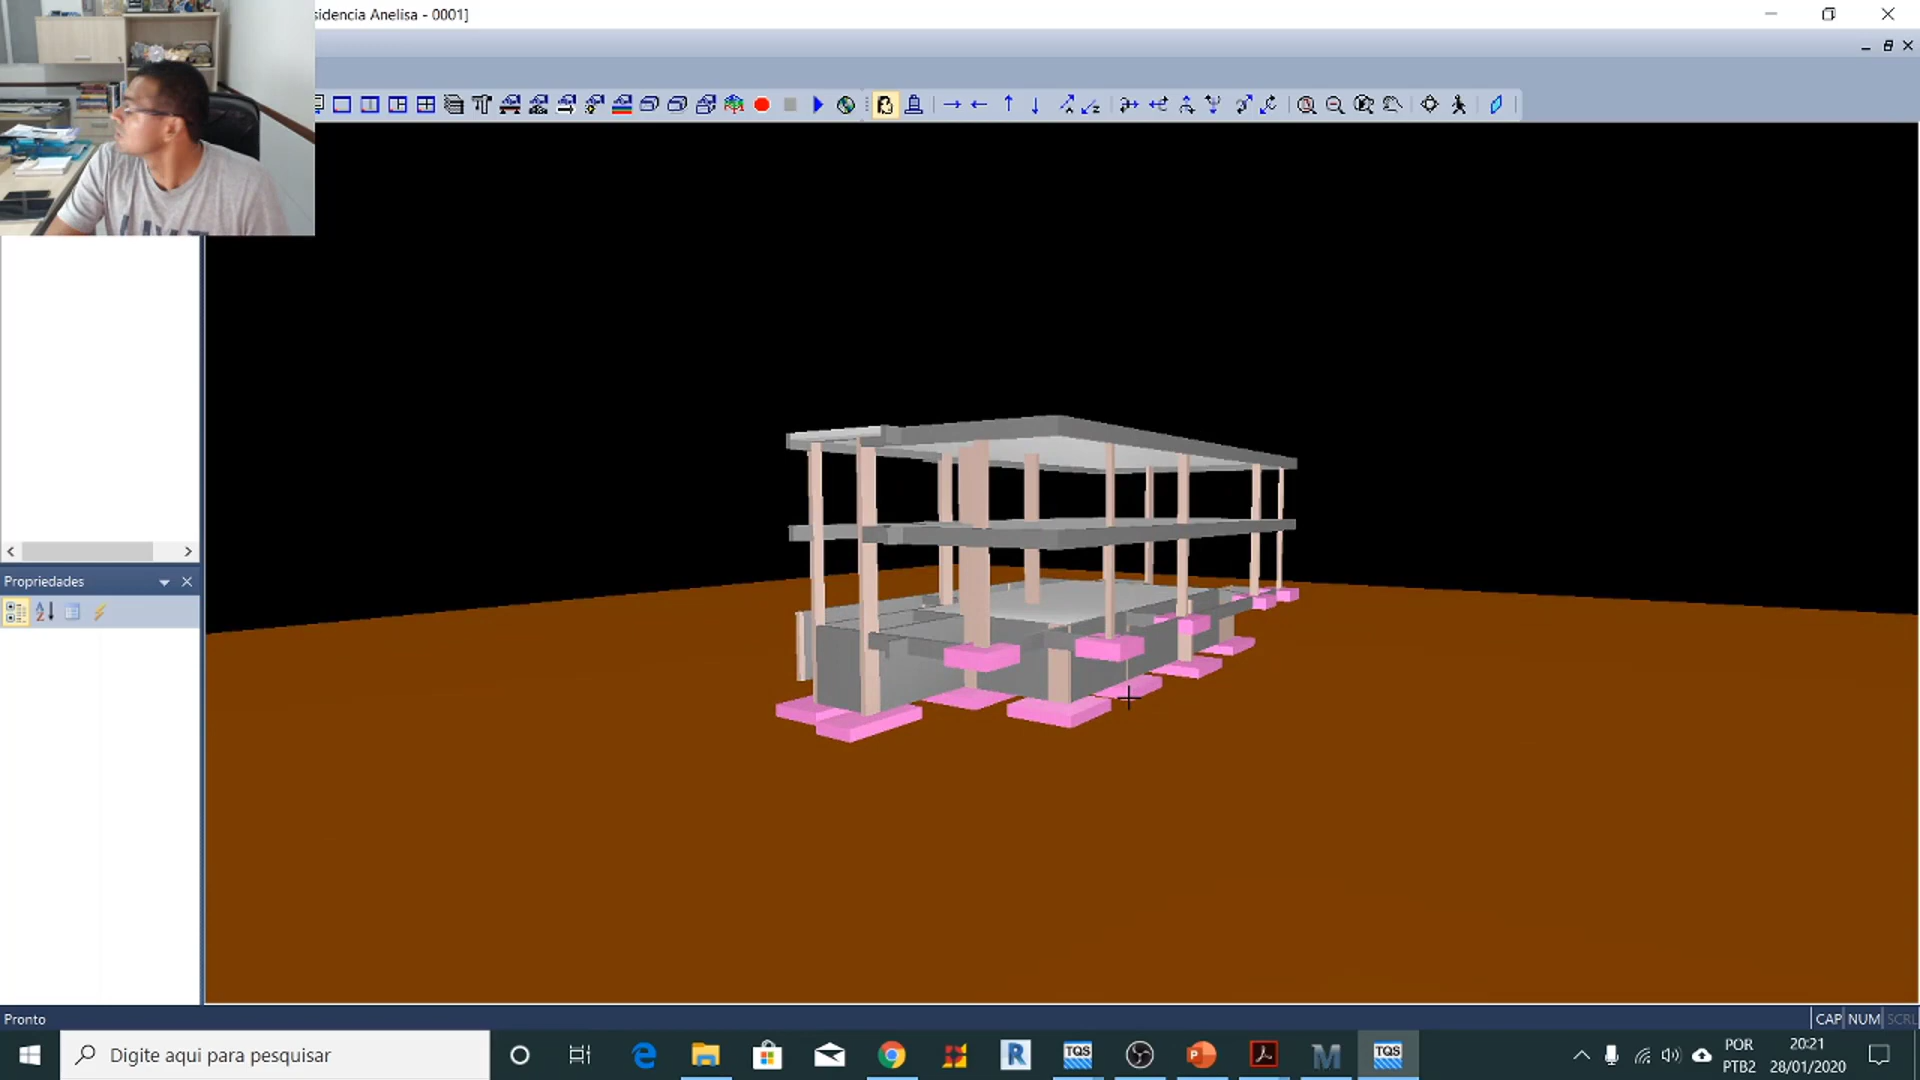 sidencia Anelisa - 0001]
Propriedades
Pronto
CAP NUM SCRL
Digite aqui para pesquisar
TQS
TQS
POR
PTB2
20:21
28/01/2020